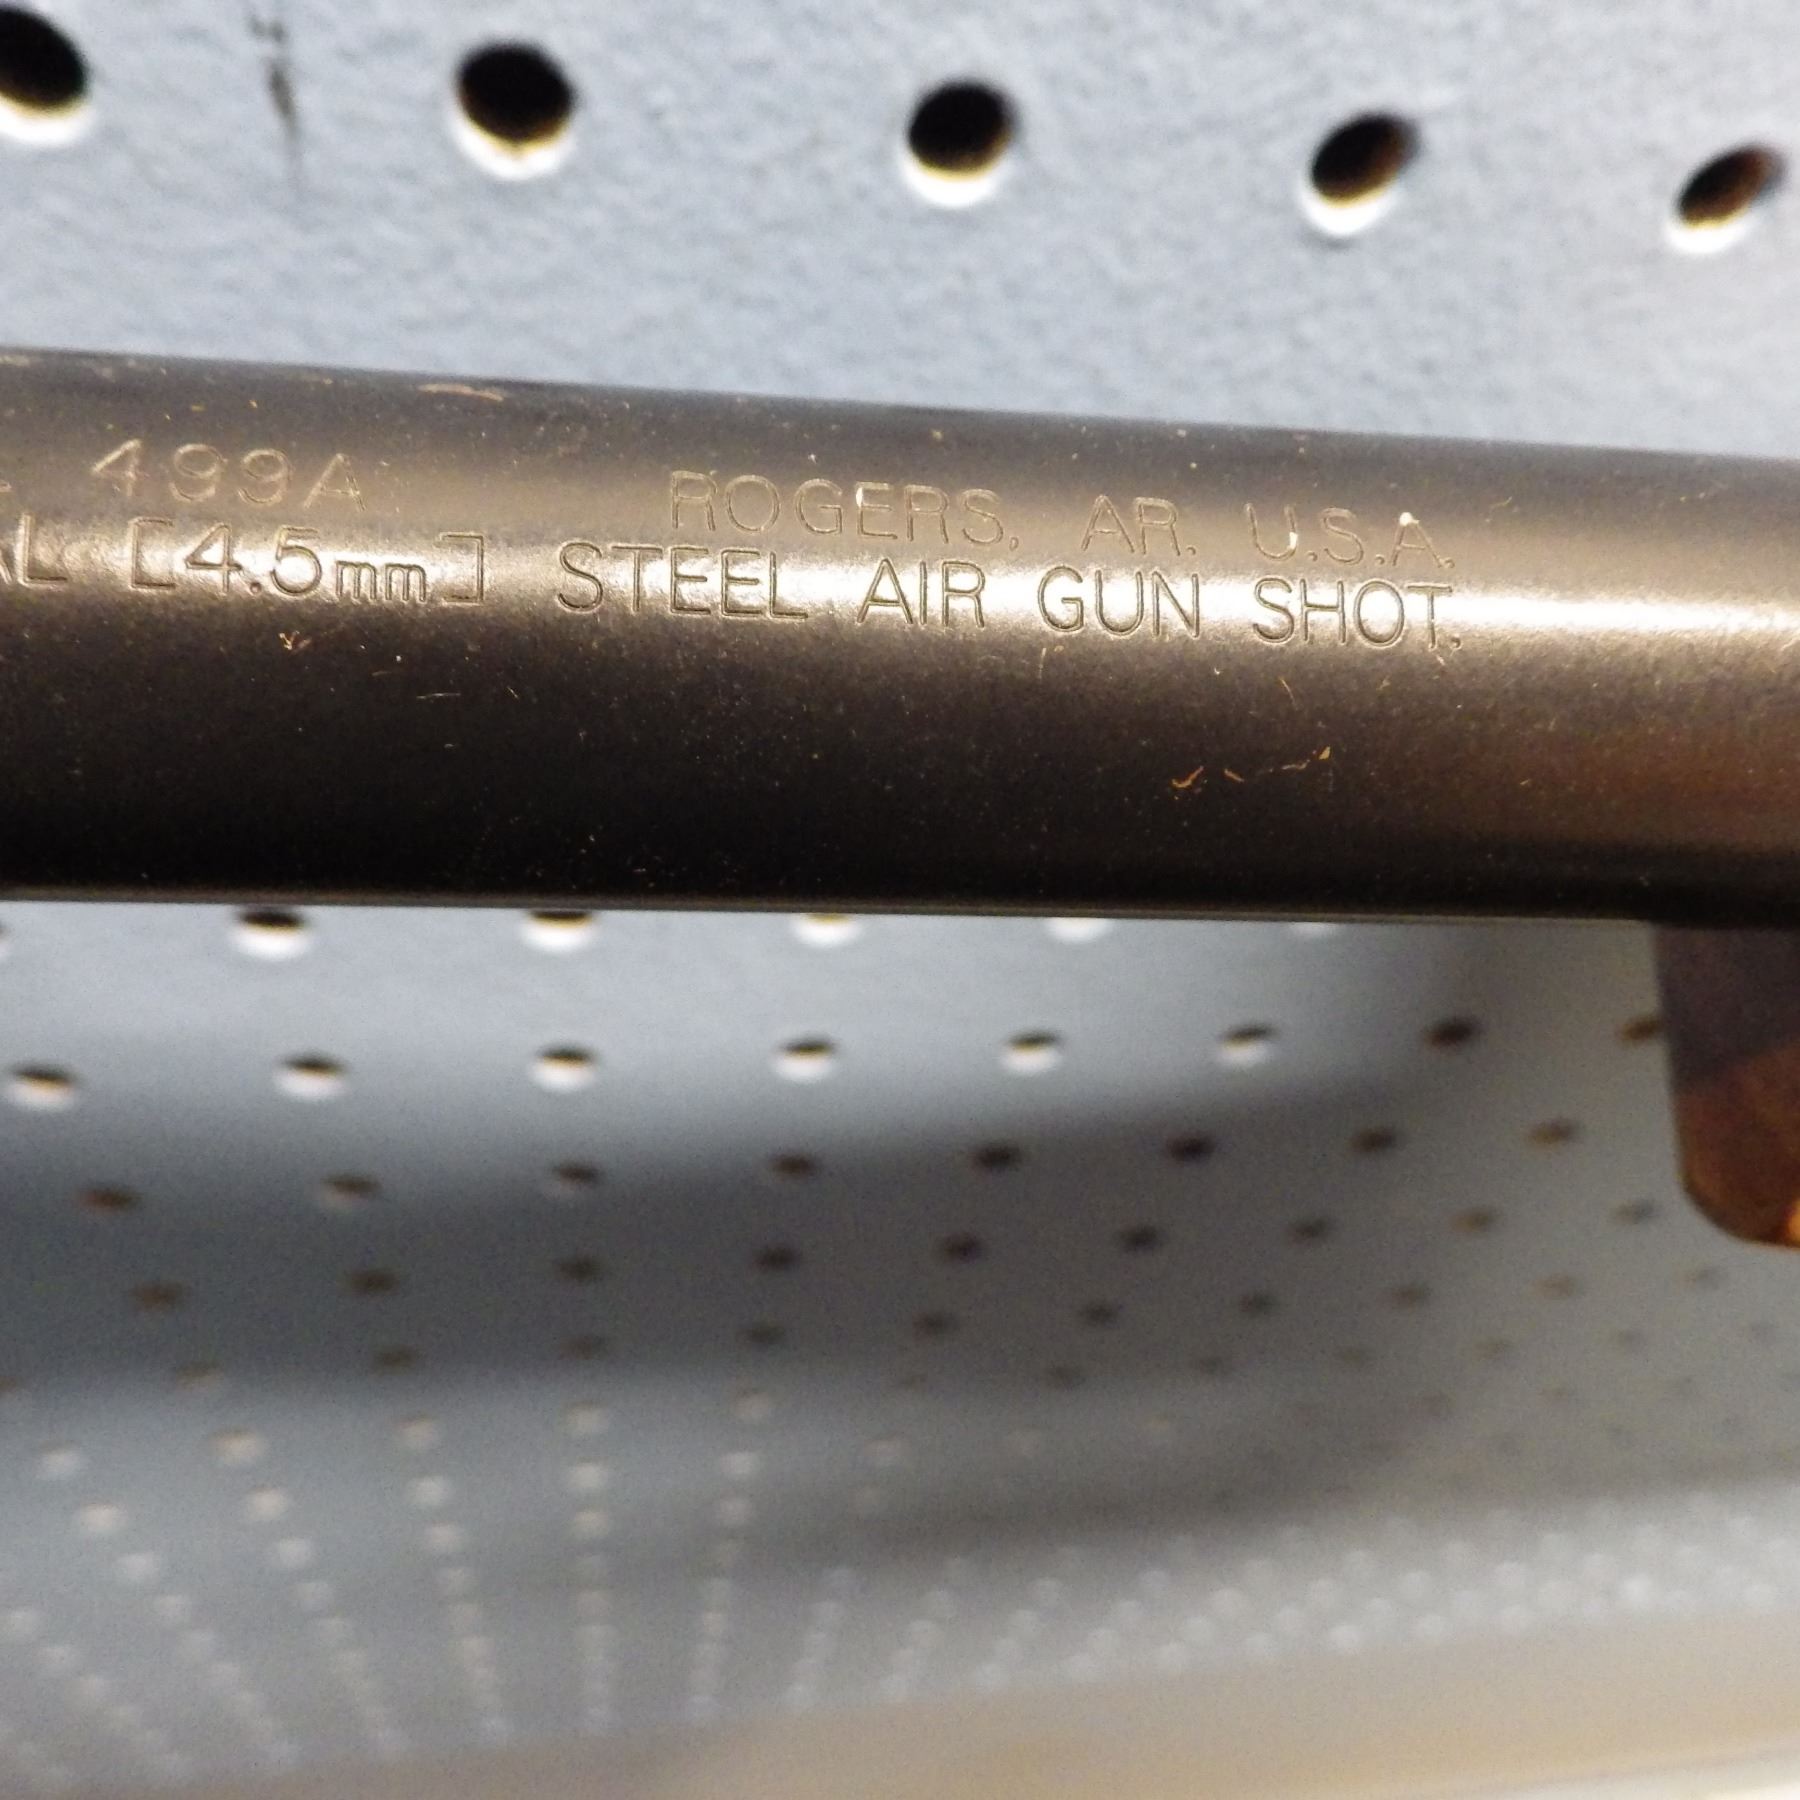 499A ROGERS, AR. U.S.A.
[4.5mm] STEEL AIR GUN SHOT.